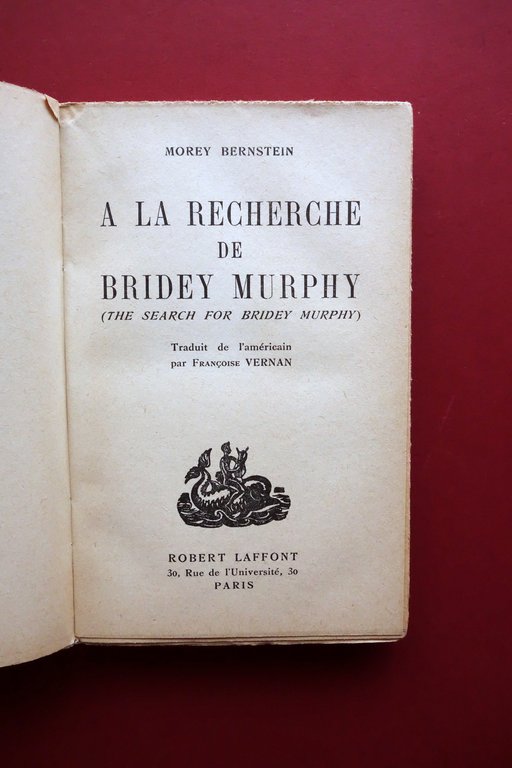 MOREY BERNSTEIN
A LA RECHERCHE
DE
BRIDEY MURPHY
(THE SEARCH FOR BRIDEY MURPHY)
Traduit de l'américain
par FRANÇOISE VERNAN
ROBERT LAFFONT
30, Rue de l'Université, 30
PARIS